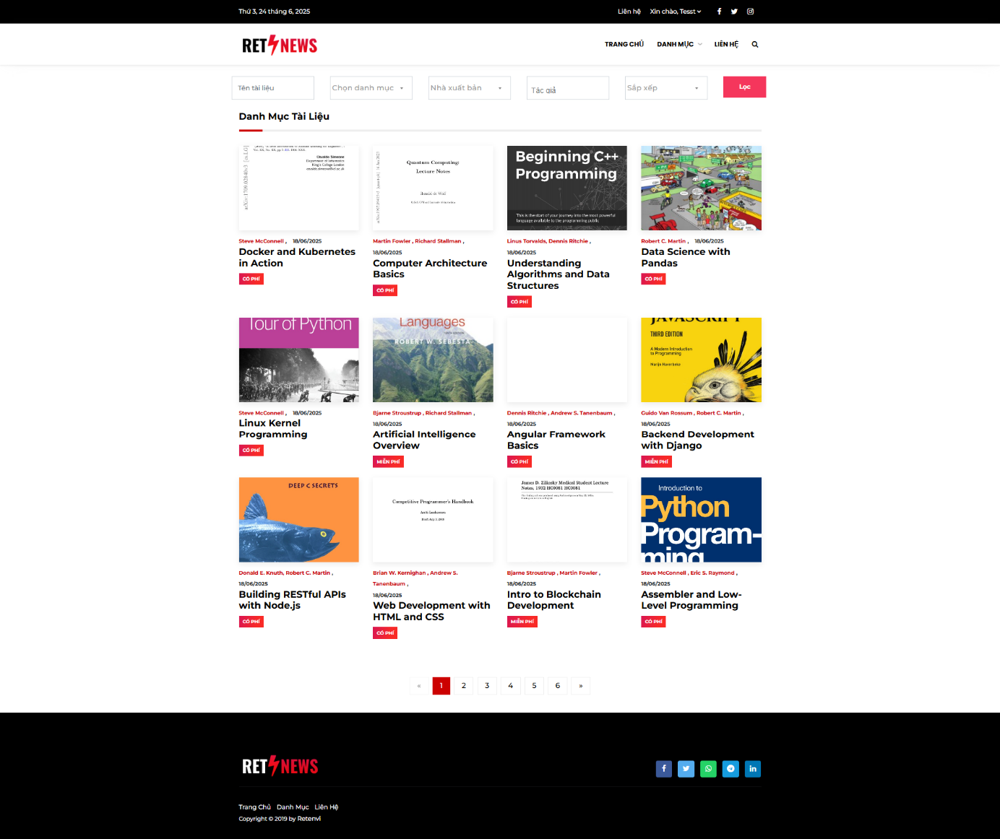 Thứ 3, 24 tháng 6, 2025
Liên hệ
Xin chào, Tesst
RET NEWS
TRANG CHỦ
DANH MỤC
LIÊN HỆ
Tên tài liệu
Chọn danh mục
Nhà xuất bản
Tác giả
Sắp xếp
Lọc
Danh Mục Tài Liệu
Osvaldo Simeone
Department of Informatics
King's College London
Steve McConnell , 18/06/2025
Docker and Kubernetes
in Action
CÓ PHÍ
Quantum Computing:
Lecture Notes
Ronald de Wolf
Martin Fowler , Richard Stallman ,
18/06/2025
Computer Architecture
Basics
CÓ PHÍ
Beginning C++
Programming
This is the start of your journey into the most powerful
language available to the programming public
Linus Torvalds, Dennis Ritchie ,
18/06/2025
Understanding
Algorithms and Data
Structures
CÓ PHÍ
Robert C. Martin , 18/06/2025
Data Science with
Pandas
CÓ PHÍ
Tour of Python
Steve McConnell , 18/06/2025
Linux Kernel
Programming
CÓ PHÍ
Languages
ROBERT W. SEBESTA
Bjarne Stroustrup , Richard Stallman ,
18/06/2025
Artificial Intelligence
Overview
MIỄN PHÍ
Dennis Ritchie , Andrew S. Tanenbaum ,
18/06/2025
Angular Framework
Basics
CÓ PHÍ
JAVASCRIPT
THIRD EDITION
A Modern Introduction
to Programming
Marijn Haverbeke
Guido Van Rossum , Robert C. Martin ,
18/06/2025
Backend Development
with Django
MIỄN PHÍ
DEEP C SECRETS
Donald E. Knuth, Robert C. Martin ,
18/06/2025
Building RESTful APIs
with Node.js
CÓ PHÍ
Competitive Programmer's Handbook
Antti Laaksonen
Draft July 3, 2018
Brian W. Kernighan , Andrew S.
Tanenbaum ,
18/06/2025
Web Development with
HTML and CSS
CÓ PHÍ
James D. Zilinsky Medical Student Lecture
Notes, 1932 HC0081 HC0081
Bjarne Stroustrup , Martin Fowler ,
18/06/2025
Intro to Blockchain
Development
MIỄN PHÍ
Introduction to
Python
Program-
ming
Steve McConnell , Eric S. Raymond ,
18/06/2025
Assembler and Low-
Level Programming
CÓ PHÍ
« 1 2 3 4 5 6 »
RET NEWS
Trang Chủ Danh Mục Liên Hệ
Copyright © 2019 by Retenvi